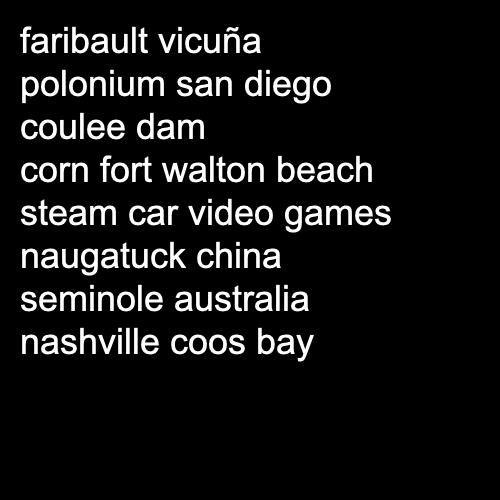 faribault vicuña
polonium san diego
coulee dam
corn fort walton beach
steam car video games
naugatuck china
seminole australia
nashville coos bay